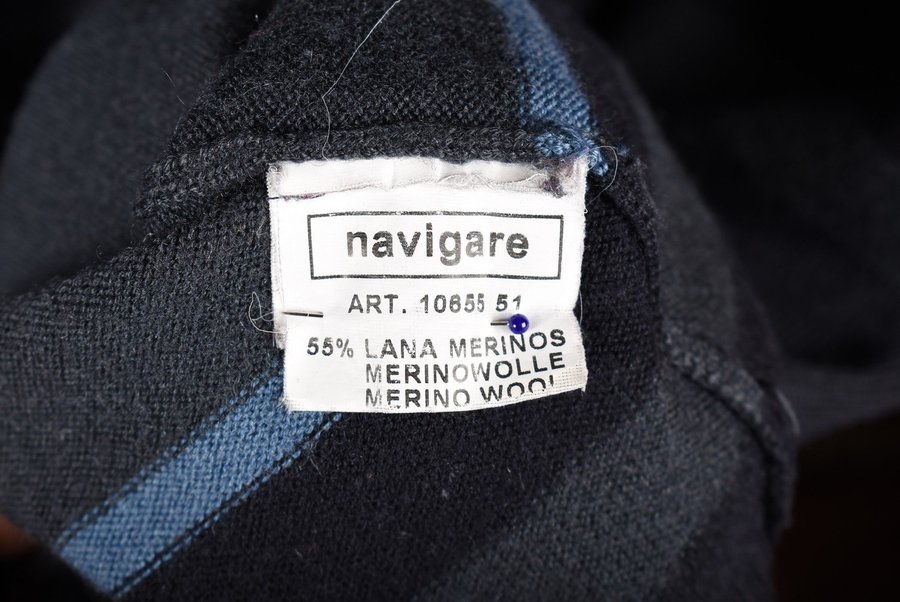 navigare
ART. 10655 51
55% LANA MERINOS
MERINOWOLLE
MERINO WOOL